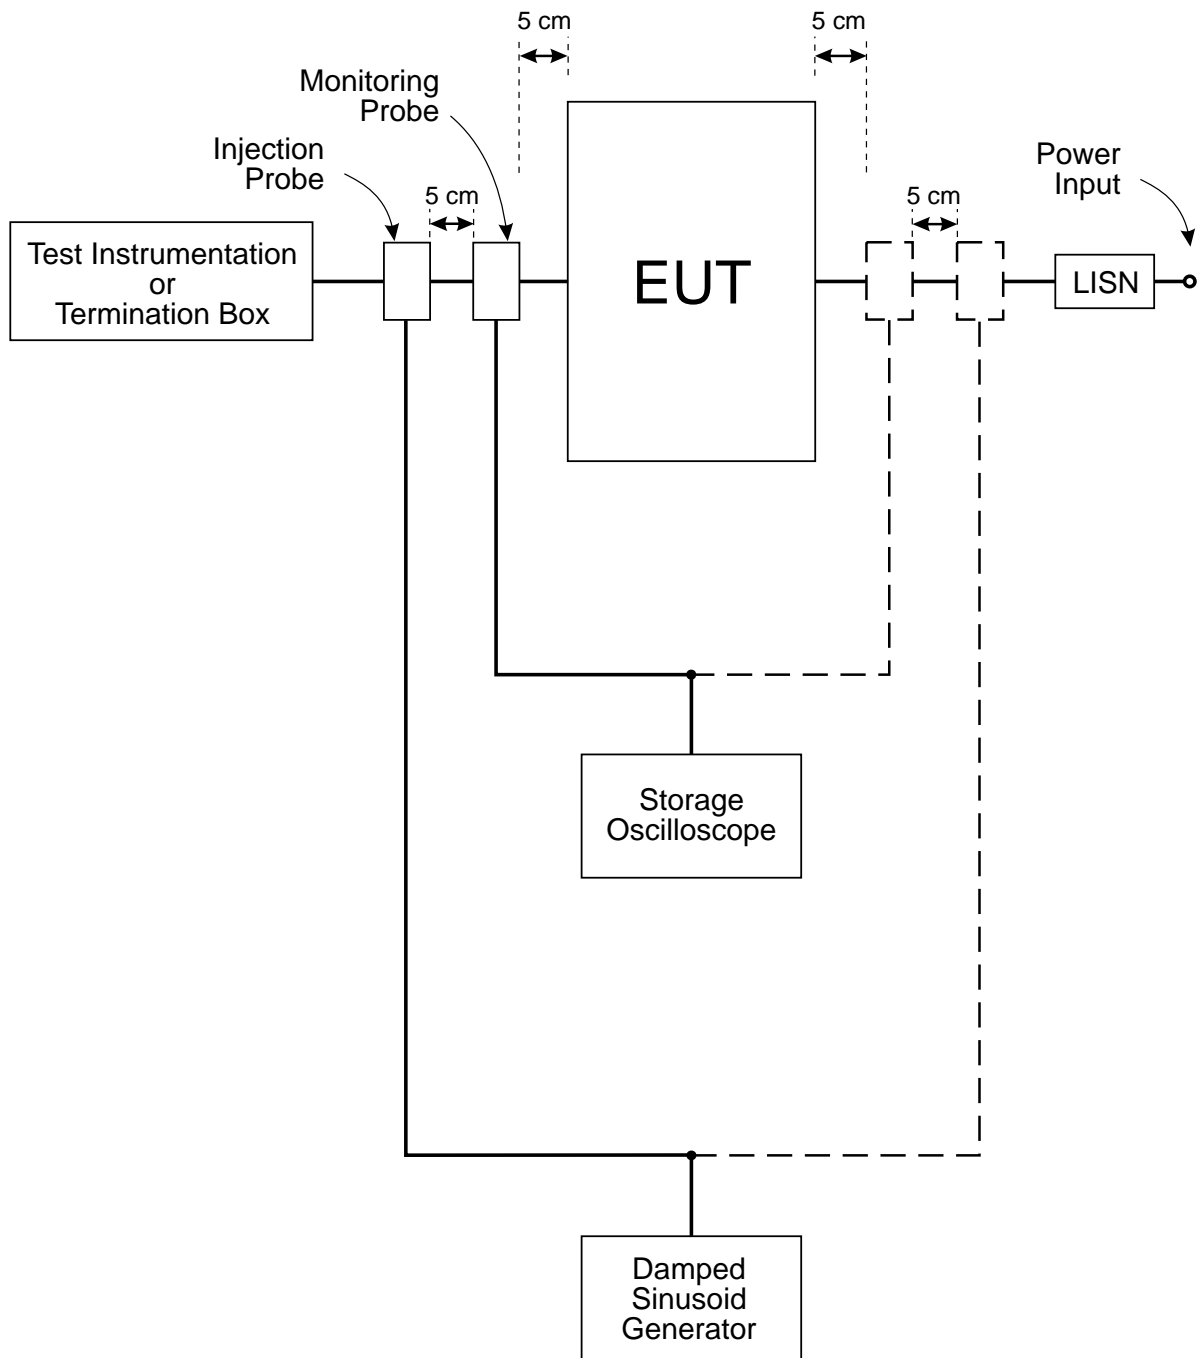 5 cm
5 cm
Monitoring
Probe
Injection
Probe
Power
Input
5 cm
5 cm
Test Instrumentation
or
Termination Box
EUT
LISN
Storage
Oscilloscope
Damped
Sinusoid
Generator